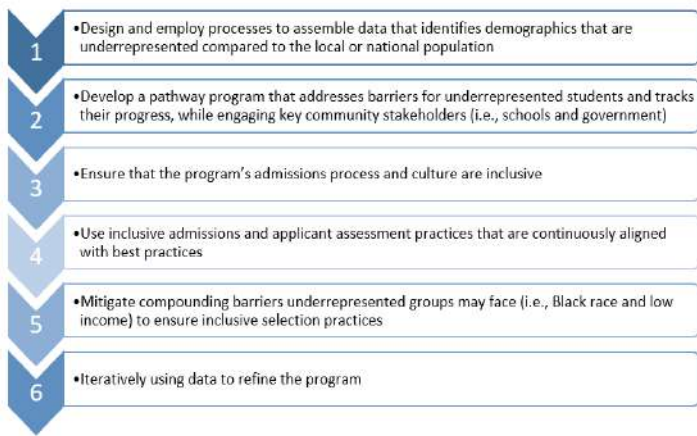 1
•Design and employ processes to assemble data that identifies demographics that are
underrepresented compared to the local or national population
2
•Develop a pathway program that addresses barriers for underrepresented students and tracks
their progress, while engaging key community stakeholders (i.e., schools and government)
3
•Ensure that the program's admissions process and culture are inclusive
4
•Use inclusive admissions and applicant assessment practices that are continuously aligned
with best practices
5
•Mitigate compounding barriers underrepresented groups may face (i.e., Black race and low
income) to ensure inclusive selection practices
6
•Iteratively using data to refine the program